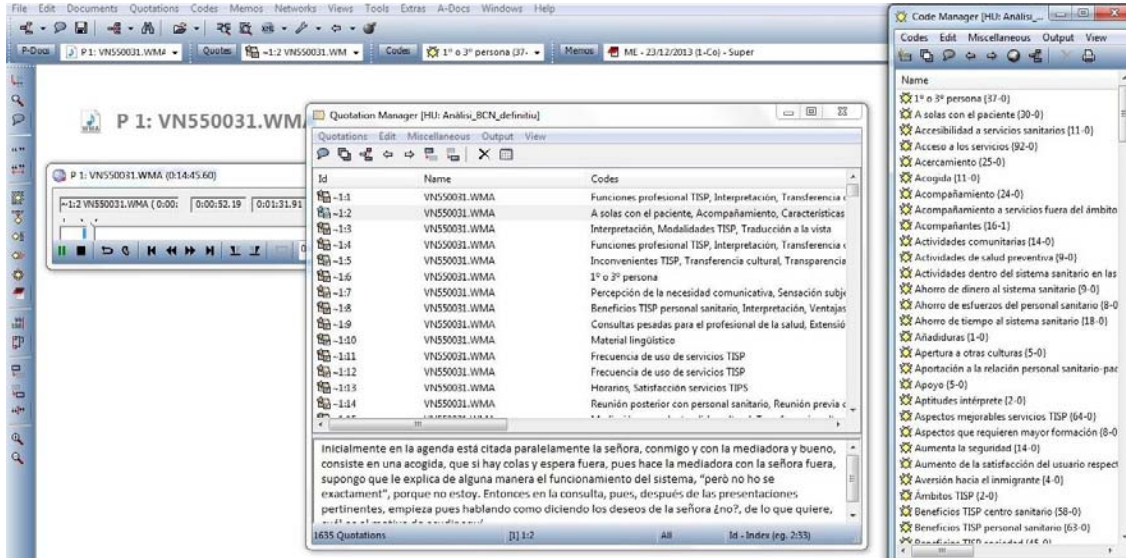 File Edit Documents Quotations Codes Memos Networks Views Tools Extras A-Docs Windows Help
P-Docs P 1: VN550031.WMA Quotes ~1:2 VN550031.WM Codes 1º o 3º persona {37- Memos ME - 23/12/2013 {1-Co} - Super
P 1: VN550031.WMA
P 1: VN550031.WMA (0:14:45.60)
~1:2 VN550031.WMA ( 0:00: 0:00:52.19 0:01:31.91
Quotation Manager [HU: Anàlisi_BCN_definitiu]
Quotations Edit Miscellaneous Output View
Id Name Codes
~1:1 VN550031.WMA Funciones profesional TISP, Interpretación, Transferencia
~1:2 VN550031.WMA A solas con el paciente, Acompañamiento, Características
~1:3 VN550031.WMA Interpretación, Modalidades TISP, Traducción a la vista
~1:4 VN550031.WMA Funciones profesional TISP, Interpretación, Transferencia
~1:5 VN550031.WMA Inconvenientes TISP, Transferencia cultural, Transparencia
~1:6 VN550031.WMA 1º o 3º persona
~1:7 VN550031.WMA Percepción de la necesidad comunicativa, Sensación subje
~1:8 VN550031.WMA Beneficios TISP personal sanitario, Interpretación, Ventajas
~1:9 VN550031.WMA Consultas pesadas para el profesional de la salud, Extensió
~1:10 VN550031.WMA Material lingüístico
~1:11 VN550031.WMA Frecuencia de uso de servicios TISP
~1:12 VN550031.WMA Frecuencia de uso de servicios TISP
~1:13 VN550031.WMA Horarios, Satisfacción servicios TIPS
~1:14 VN550031.WMA Reunión posterior con personal sanitario, Reunión previa c
Inicialmente en la agenda está citada paralelamente la señora, conmigo y con la mediadora y bueno,
consiste en una acogida, que si hay colas y espera fuera, pues hace la mediadora con la señora fuera,
supongo que le explica de alguna manera el funcionamiento del sistema, "però no ho se
exactament", porque no estoy. Entonces en la consulta, pues, después de las presentaciones
pertinentes, empieza pues hablando como diciendo los deseos de la señora ¿no?, de lo que quiere,
1635 Quotations [1] 1:2 All Id - Index (eg. 2:33)
Code Manager [HU: Anàlisi_...
Codes Edit Miscellaneous Output View
Name
1º o 3º persona {37-0}
A solas con el paciente {30-0}
Accesibilidad a servicios sanitarios {11-0}
Acceso a los servicios {92-0}
Acercamiento {25-0}
Acogida {11-0}
Acompañamiento {24-0}
Acompañamiento a servicios fuera del ámbito
Acompañantes {16-1}
Actividades comunitarias {14-0}
Actividades de salud preventiva {9-0}
Actividades dentro del sistema sanitario en las
Ahorro de dinero al sistema sanitario {9-0}
Ahorro de esfuerzos del personal sanitario {8-0
Ahorro de tiempo al sistema sanitario {18-0}
Añadiduras {1-0}
Apertura a otras culturas {5-0}
Aportación a la relación personal sanitario-pac
Apoyo {5-0}
Aptitudes intérprete {2-0}
Aspectos mejorables servicios TISP {64-0}
Aspectos que requieren mayor formación {8-0
Aumenta la seguridad {14-0}
Aumento de la satisfacción del usuario respect
Aversión hacia el inmigrante {4-0}
Ámbitos TISP {2-0}
Beneficios TISP centro sanitario {58-0}
Beneficios TISP personal sanitario {63-0}
Beneficios TISP sociedad {45-0}